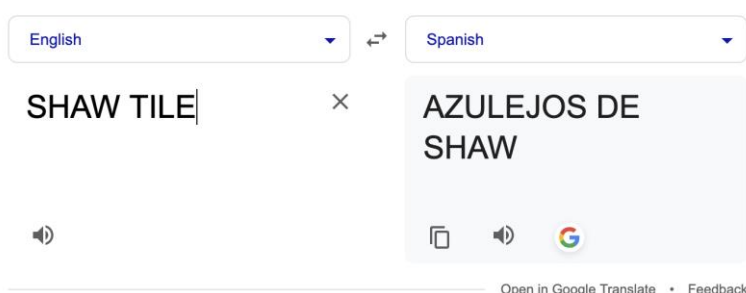 English
Spanish
SHAW TILE
AZULEJOS DE
SHAW
Open in Google Translate • Feedback